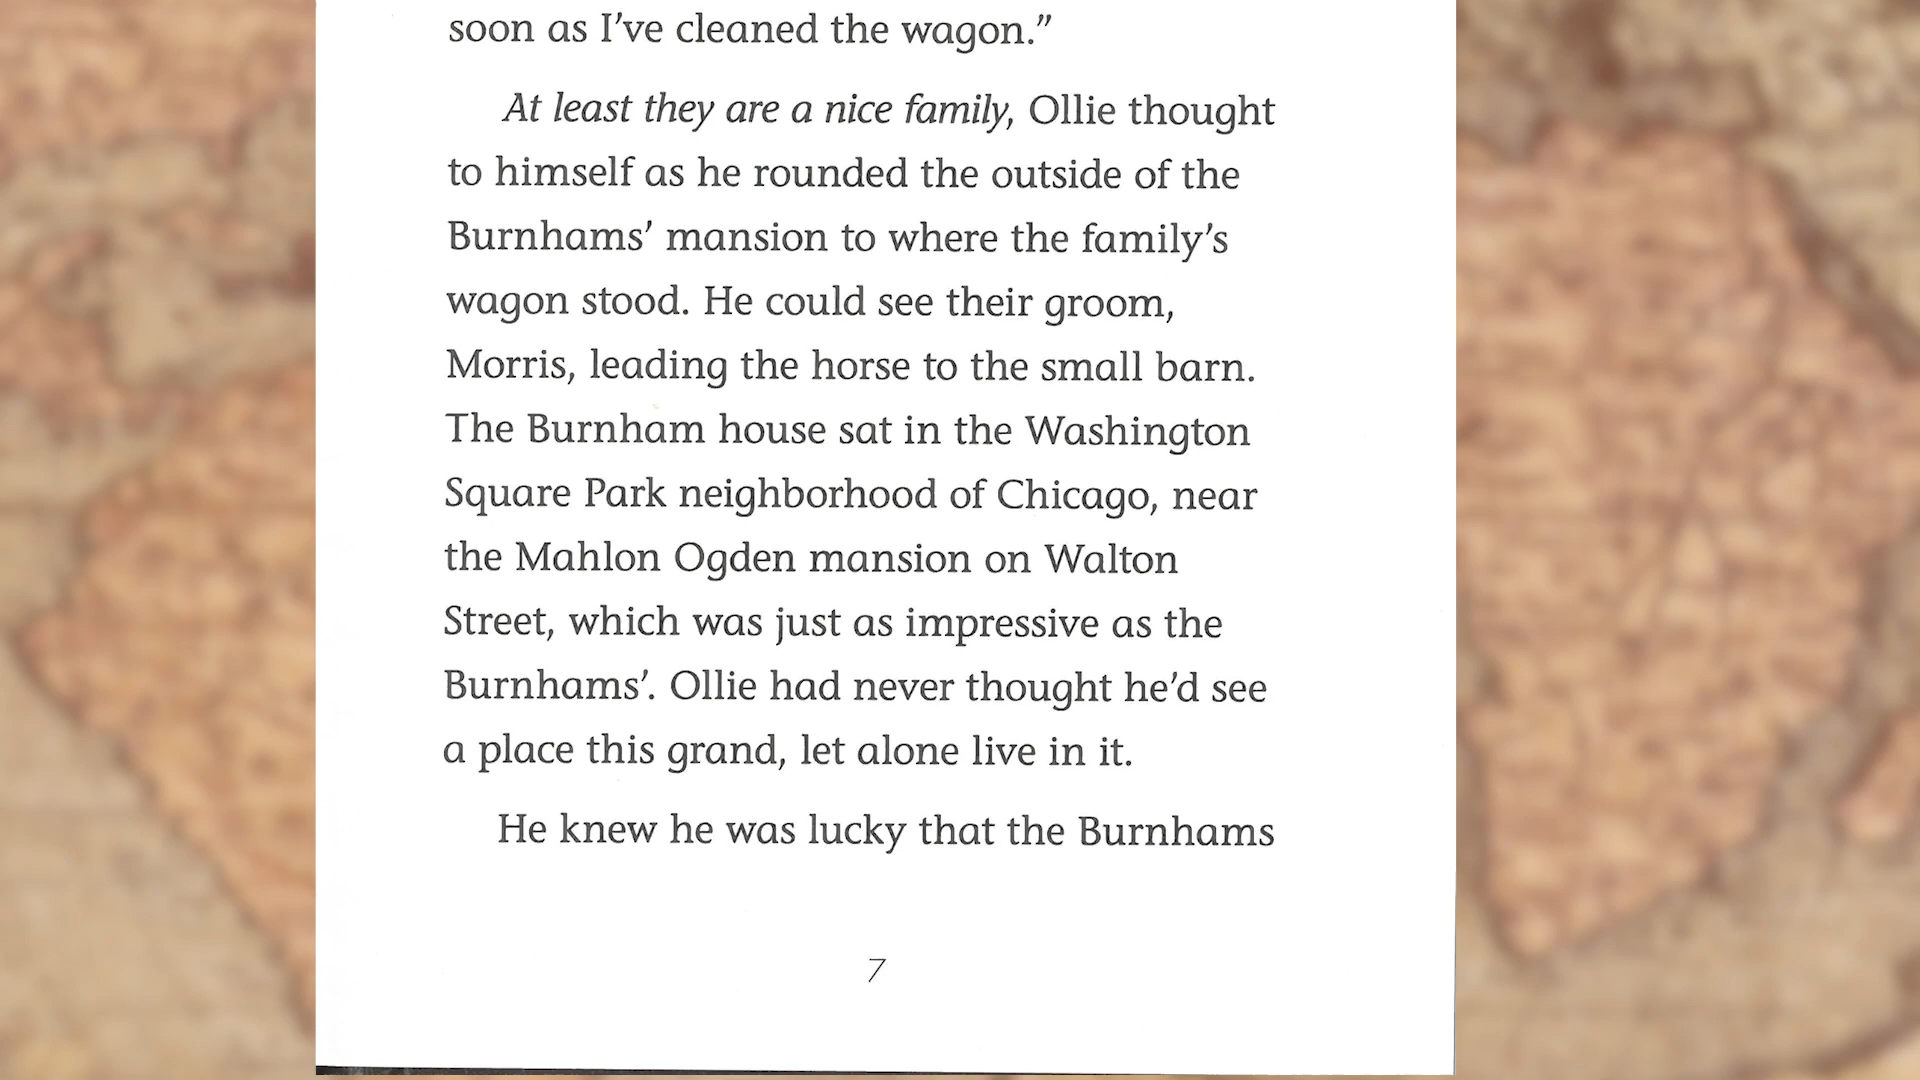 soon as I've cleaned the wagon.”
At least they are a nice family, Ollie thought
to himself as he rounded the outside of the
Burnhams’ mansion to where the family’s
wagon stood. He could see their groom,
Morris, leading the horse to the small barn.
The Burnham house sat in the Washington
Square Park neighborhood of Chicago, near
the Mahlon Ogden mansion on Walton
Street, which was just as impressive as the
Burnhams’. Ollie had never thought he’d see
a place this grand, let alone live in it.
He knew he was lucky that the Burnhams
7